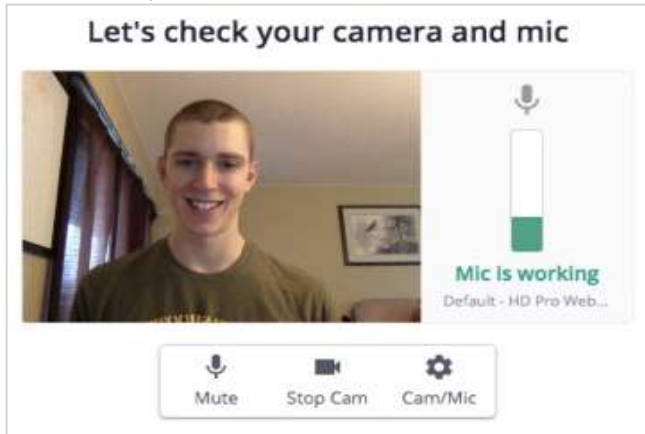 Let's check your camera and mic
Mic is working
Default - HD Pro Web...
Mute Stop Cam Cam/Mic